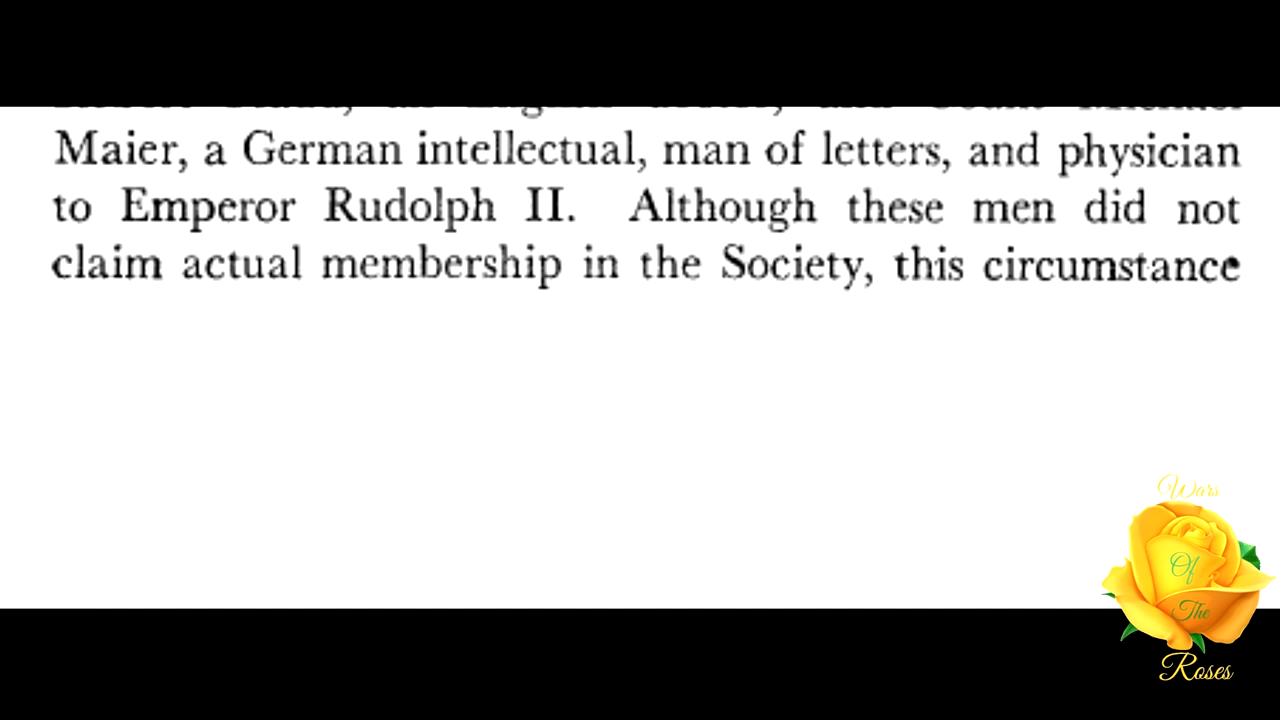 Maier, a German intellectual, man of letters, and physician
to Emperor Rudolph II. Although these men did not
claim actual membership in the Society, this circumstance
Wars
Of
The
Roses